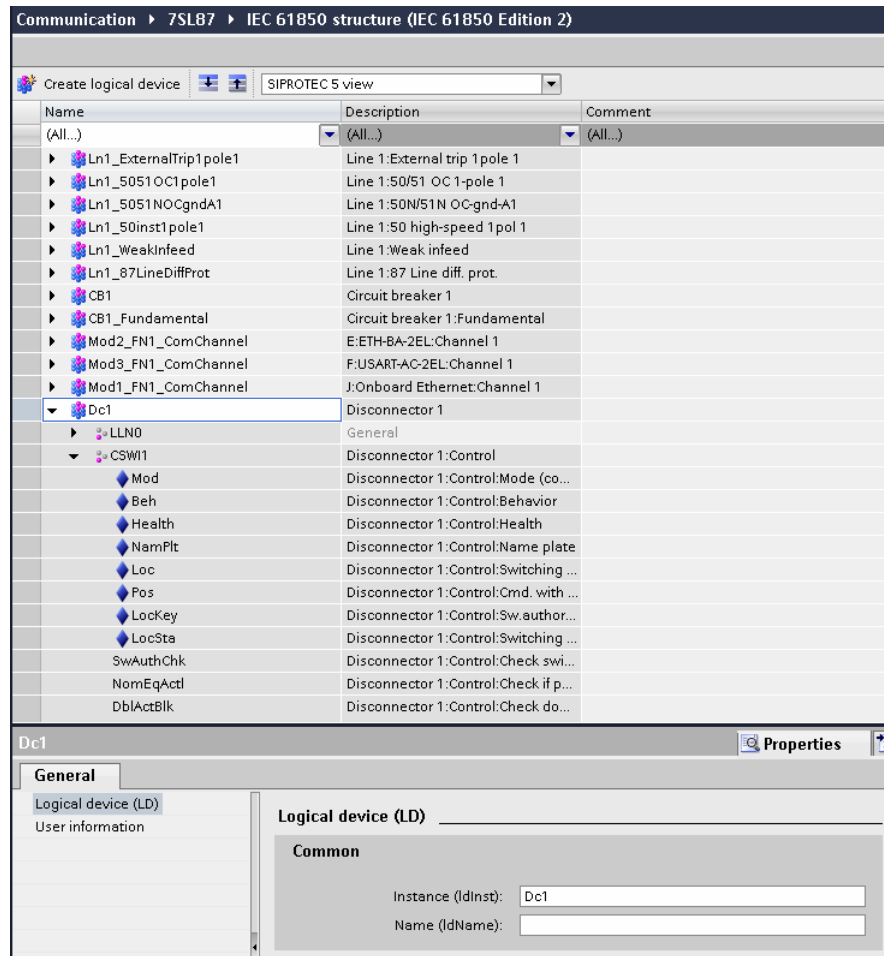 Communication ▸ 7SL87 ▸ IEC 61850 structure (IEC 61850 Edition 2)
Create logical device SIPROTEC 5 view
Name Description Comment
(All...) (All...) (All...)
Ln1_ExternalTrip1pole1 Line 1:External trip 1pole 1
Ln1_5051OC1pole1 Line 1:50/51 OC 1-pole 1
Ln1_5051NOCgndA1 Line 1:50N/51N OC-gnd-A1
Ln1_50inst1pole1 Line 1:50 high-speed 1pol 1
Ln1_WeakInfeed Line 1:Weak infeed
Ln1_87LineDiffProt Line 1:87 Line diff. prot.
CB1 Circuit breaker 1
CB1_Fundamental Circuit breaker 1:Fundamental
Mod2_FN1_ComChannel E:ETH-BA-2EL:Channel 1
Mod3_FN1_ComChannel F:USART-AC-2EL:Channel 1
Mod1_FN1_ComChannel J:Onboard Ethernet:Channel 1
Dc1 Disconnector 1
LLN0 General
CSWI1 Disconnector 1:Control
Mod Disconnector 1:Control:Mode (co...
Beh Disconnector 1:Control:Behavior
Health Disconnector 1:Control:Health
NamPlt Disconnector 1:Control:Name plate
Loc Disconnector 1:Control:Switching ...
Pos Disconnector 1:Control:Cmd. with ...
LocKey Disconnector 1:Control:Sw.author...
LocSta Disconnector 1:Control:Switching ...
SwAuthChk Disconnector 1:Control:Check swi...
NomEqActl Disconnector 1:Control:Check if p...
DblActBlk Disconnector 1:Control:Check do...
Dc1 Properties
General
Logical device (LD)
User information
Logical device (LD)
Common
Instance (ldInst): Dc1
Name (ldName):